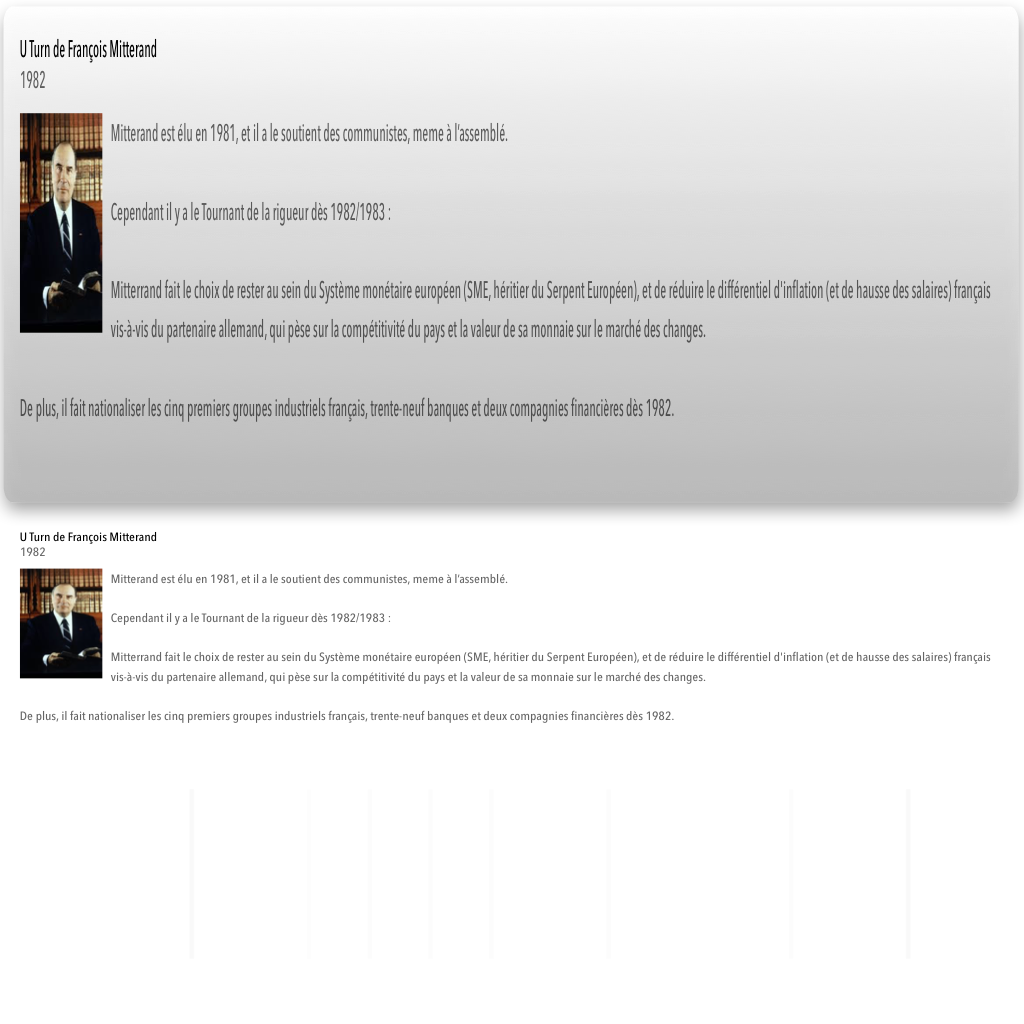 U Turn de François Mitterand
1982
Mitterand est élu en 1981, et il a le soutient des communistes, meme à l'assemblé.
Cependant il y a le Tournant de la rigueur dès 1982/1983 :
Mitterrand fait le choix de rester au sein du Système monétaire européen (SME, héritier du Serpent Européen), et de réduire le différentiel d'inflation (et de hausse des salaires) français
vis-à-vis du partenaire allemand, qui pèse sur la compétitivité du pays et la valeur de sa monnaie sur le marché des changes.
De plus, il fait nationaliser les cinq premiers groupes industriels français, trente-neuf banques et deux compagnies financières dès 1982.
U Turn de François Mitterand
1982
Mitterand est élu en 1981, et il a le soutient des communistes, meme à l'assemblé.
Cependant il y a le Tournant de la rigueur dès 1982/1983 :
Mitterrand fait le choix de rester au sein du Système monétaire européen (SME, héritier du Serpent Européen), et de réduire le différentiel d'inflation (et de hausse des salaires) français
vis-à-vis du partenaire allemand, qui pèse sur la compétitivité du pays et la valeur de sa monnaie sur le marché des changes.
De plus, il fait nationaliser les cinq premiers groupes industriels français, trente-neuf banques et deux compagnies financières dès 1982.